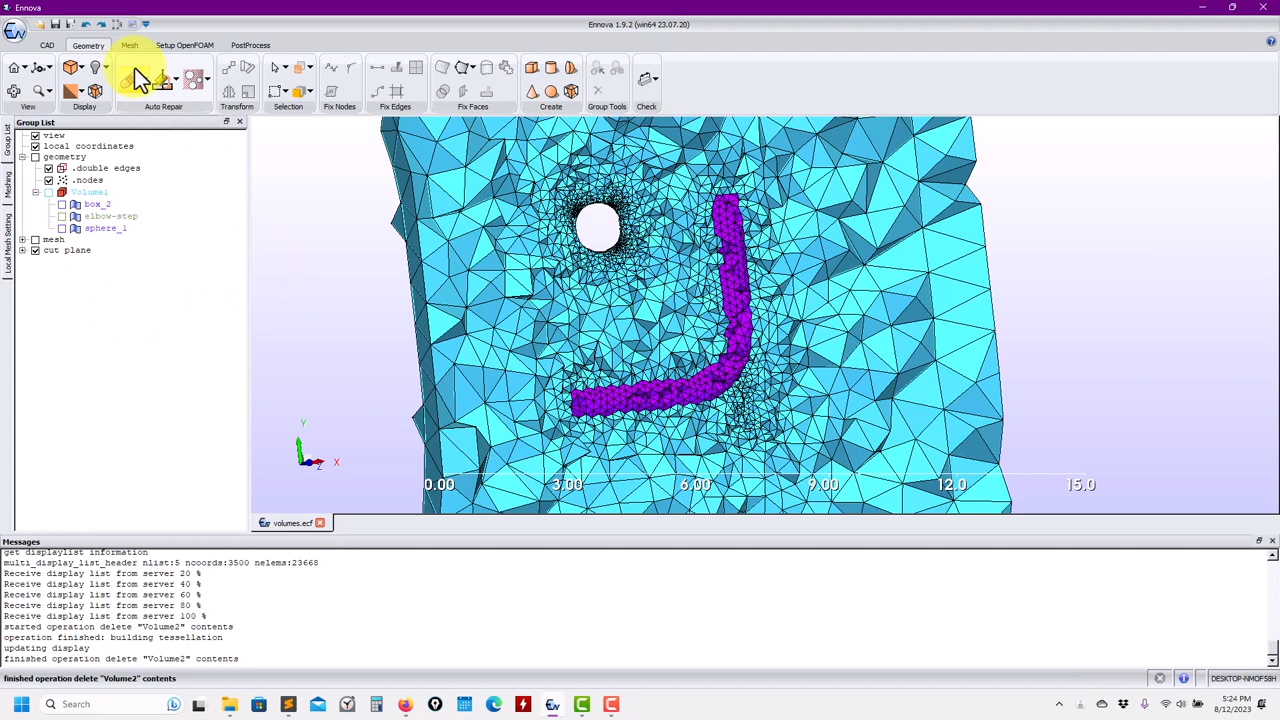 Ennova
Ennova 1.9.2 (win64 23.07.20)
CAD
Geometry
Mesh
Setup OpenFOAM
PostProcess
View
Display
Auto Repair
Transform
Selection
Fix Nodes
Fix Edges
Fix Faces
Create
Group Tools
Check
Group List
Group List
Meshing
Local Mesh Setting
view
local coordinates
geometry
.double edges
.nodes
Volume1
box_2
elbow-step
sphere_1
mesh
cut plane
Y
X
Z
0.00 3.00 6.00 9.00 12.0 15.0
volumes.ecf
Messages
get displaylist information
multi_display_list_header nlist:5 ncoords:3500 nelems:23668
Receive display list from server 20 %
Receive display list from server 40 %
Receive display list from server 60 %
Receive display list from server 80 %
Receive display list from server 100 %
started operation delete "Volume2" contents
operation finished: building tessellation
updating display
finished operation delete "Volume2" contents
finished operation delete "Volume2" contents
DESKTOP-NMOF58H
Search
5:24 PM
8/12/2023